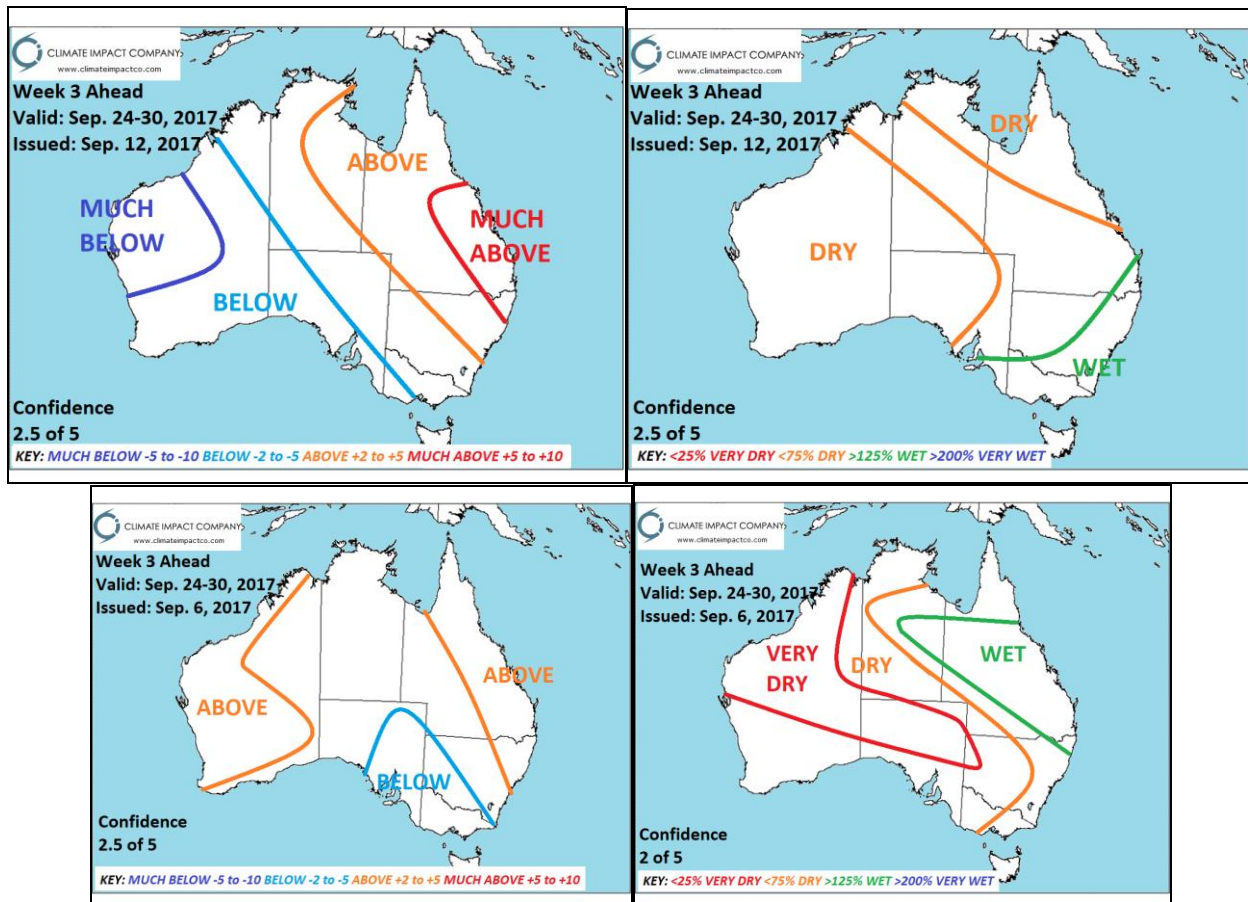 CLIMATE IMPACT COMPANY
www.climateimpactco.com
Week 3 Ahead
Valid: Sep. 24-30, 2017
Issued: Sep. 12, 2017
ABOVE
MUCH
BELOW
MUCH
ABOVE
BELOW
Confidence
2.5 of 5
KEY: MUCH BELOW -5 to -10 BELOW -2 to -5 ABOVE +2 to +5 MUCH ABOVE +5 to +10
CLIMATE IMPACT COMPANY
www.climateimpactco.com
Week 3 Ahead
Valid: Sep. 24-30, 2017
Issued: Sep. 12, 2017
DRY
DRY
WET
Confidence
2.5 of 5
KEY: <25% VERY DRY <75% DRY >125% WET >200% VERY WET
CLIMATE IMPACT COMPANY
www.climateimpactco.com
Week 3 Ahead
Valid: Sep. 24-30, 2017
Issued: Sep. 6, 2017
ABOVE
ABOVE
BELOW
Confidence
2.5 of 5
KEY: MUCH BELOW -5 to -10 BELOW -2 to -5 ABOVE +2 to +5 MUCH ABOVE +5 to +10
CLIMATE IMPACT COMPANY
www.climateimpactco.com
Week 3 Ahead
Valid: Sep. 24-30, 2017
Issued: Sep. 6, 2017
VERY
DRY
DRY
WET
Confidence
2 of 5
KEY: <25% VERY DRY <75% DRY >125% WET >200% VERY WET